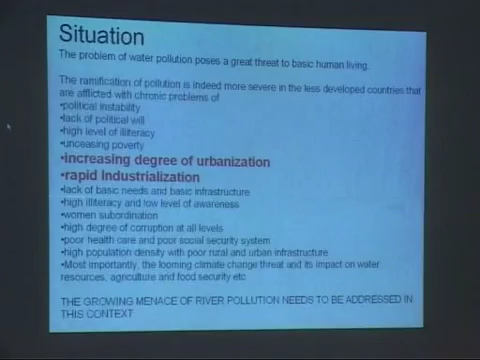 Situation
The problem of water pollution poses a great threat to basic human living.
The ramification of pollution is indeed more severe in the less developed countries that
are afflicted with chronic problems of
•political instability
•lack of political will
•high level of illiteracy
•unceasing poverty
•increasing degree of urbanization
•rapid Industrialization
•lack of basic needs and basic infrastructure
•high illiteracy and low level of awareness
•women subordination
•high degree of corruption at all levels
•poor health care and poor social security system
•high population density with poor rural and urban infrastructure
•Most importantly, the looming climate change threat and its impact on water
resources, agriculture and food security etc
THE GROWING MENACE OF RIVER POLLUTION NEEDS TO BE ADDRESSED IN
THIS CONTEXT